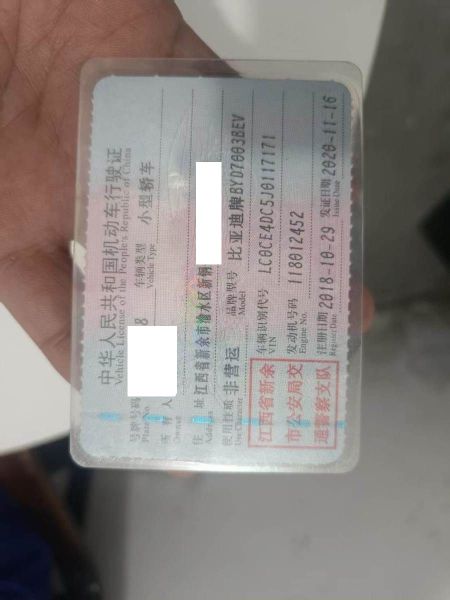 中华人民共和国机动车行驶证
Vehicle License of the People's Republic of China
号牌号码 8 车辆类型 小型轿车
Plate No. Vehicle Type
所有人
Owner
住址 江西省新余市渝水区新钢
Address
使用性质 非营运 品牌型号 比亚迪牌BYD7003BEV
Use Character Model
江西省新余
市公安局交
通警察支队
车辆识别代号 LC0CE4DC5J0117171
VIN
发动机号码 118012452
Engine No.
注册日期 2018-10-29 发证日期 2020-11-16
Register Date Issue Date